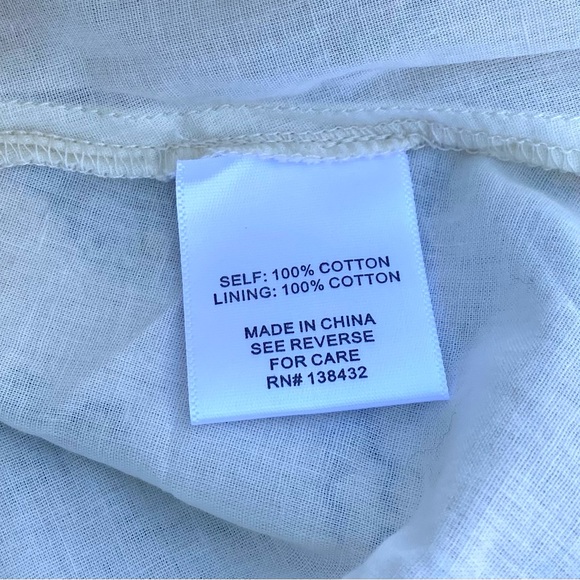 SELF: 100% COTTON
LINING: 100% COTTON
MADE IN CHINA
SEE REVERSE
FOR CARE
RN# 138432